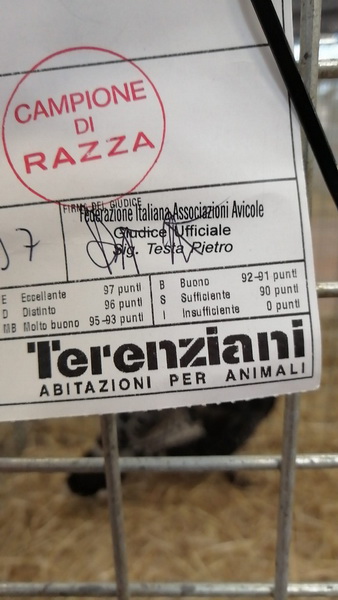 CAMPIONE
DI
RAZZA
FIRMA DEL GIUDICE
Federazione Italiana Associazioni Avicole
Giudice Ufficiale
Sig. Testa Pietro
97
E Eccellente 97 punti
D Distinto 96 punti
MB Molto buono 95-93 punti
B Buono 92-91 punti
S Sufficiente 90 punti
I Insufficiente 0 punti
Terenziani
ABITAZIONI PER ANIMALI